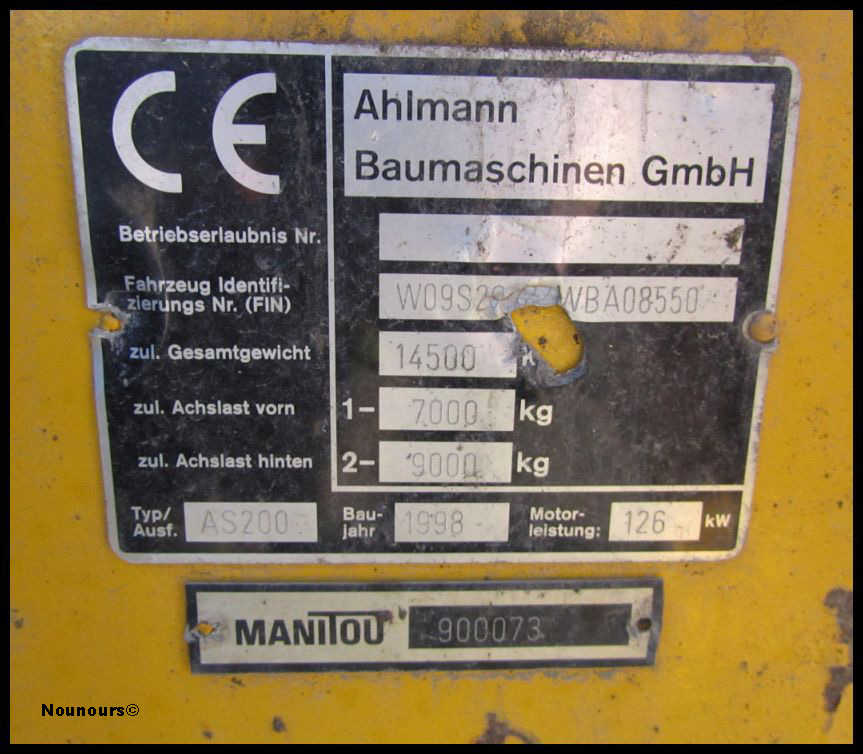 CE
Ahlmann
Baumaschinen GmbH
Betriebserlaubnis Nr.
Fahrzeug Identifi-
zierungs Nr. (FIN)
WBA08550
zul. Gesamtgewicht 14500
zul. Achslast vorn 1- 7000 kg
zul. Achslast hinten 2- 9000 kg
Typ/
Ausf. AS200
Bau-
jahr 1998
Motor-
leistung: 126 kW
MANITOU 900073
Nounours©